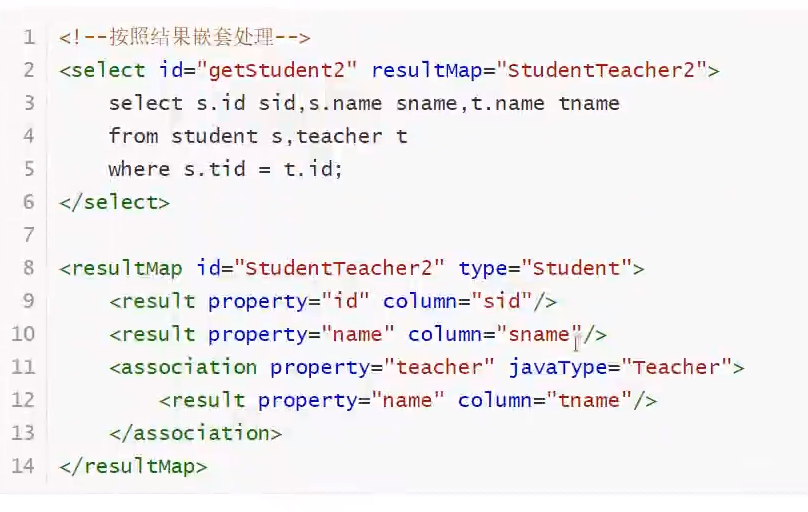 1 <!--按照结果嵌套处理-->
2 <select id="getStudent2" resultMap="StudentTeacher2">
3     select s.id sid,s.name sname,t.name tname
4     from student s,teacher t
5     where s.tid = t.id;
6 </select>
7
8 <resultMap id="StudentTeacher2" type="Student">
9     <result property="id" column="sid"/>
10     <result property="name" column="sname"/>
11     <association property="teacher" javaType="Teacher">
12         <result property="name" column="tname"/>
13     </association>
14 </resultMap>